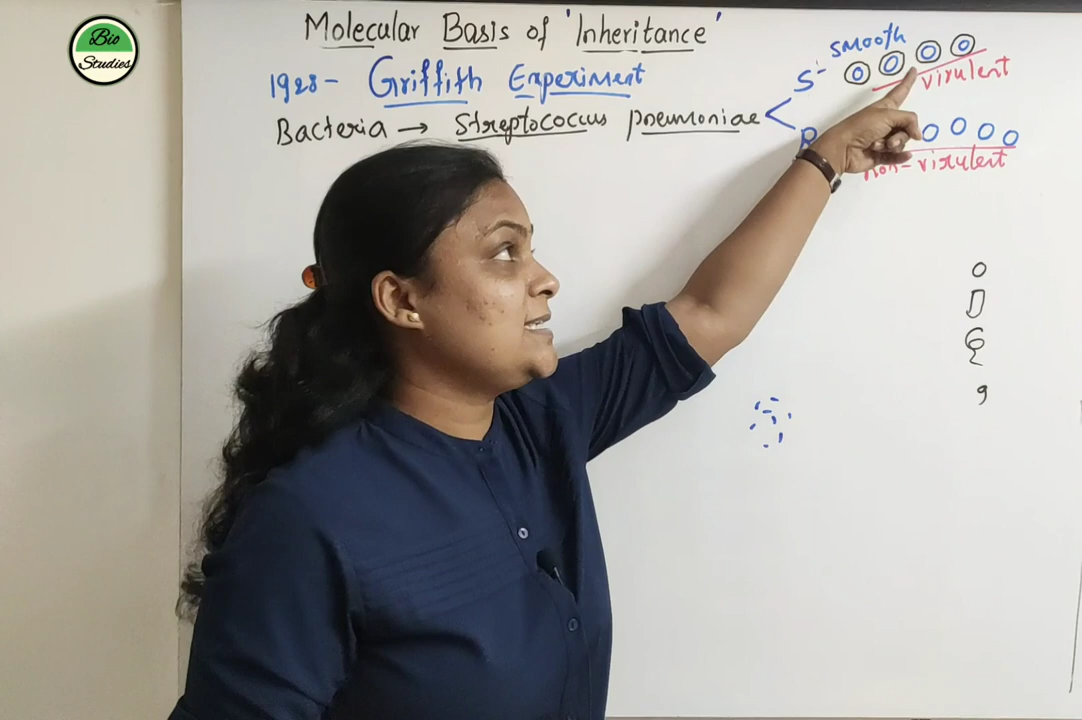 Bio
Studies
Molecular Basis of 'Inheritance'
1928- Griffith Experiment
Bacteria → Streptococcus pneumoniae
smooth
S'-
virulent
R
non-virulent